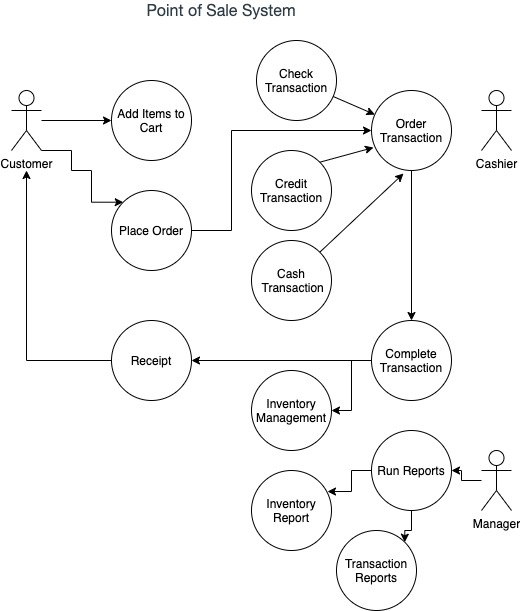 Point of Sale System
Check
Transaction
Add Items to
Cart
Order
Transaction
Customer
Cashier
Credit
Transaction
Place Order
Cash
Transaction
Receipt
Complete
Transaction
Inventory
Management
Run Reports
Inventory
Report
Manager
Transaction
Reports